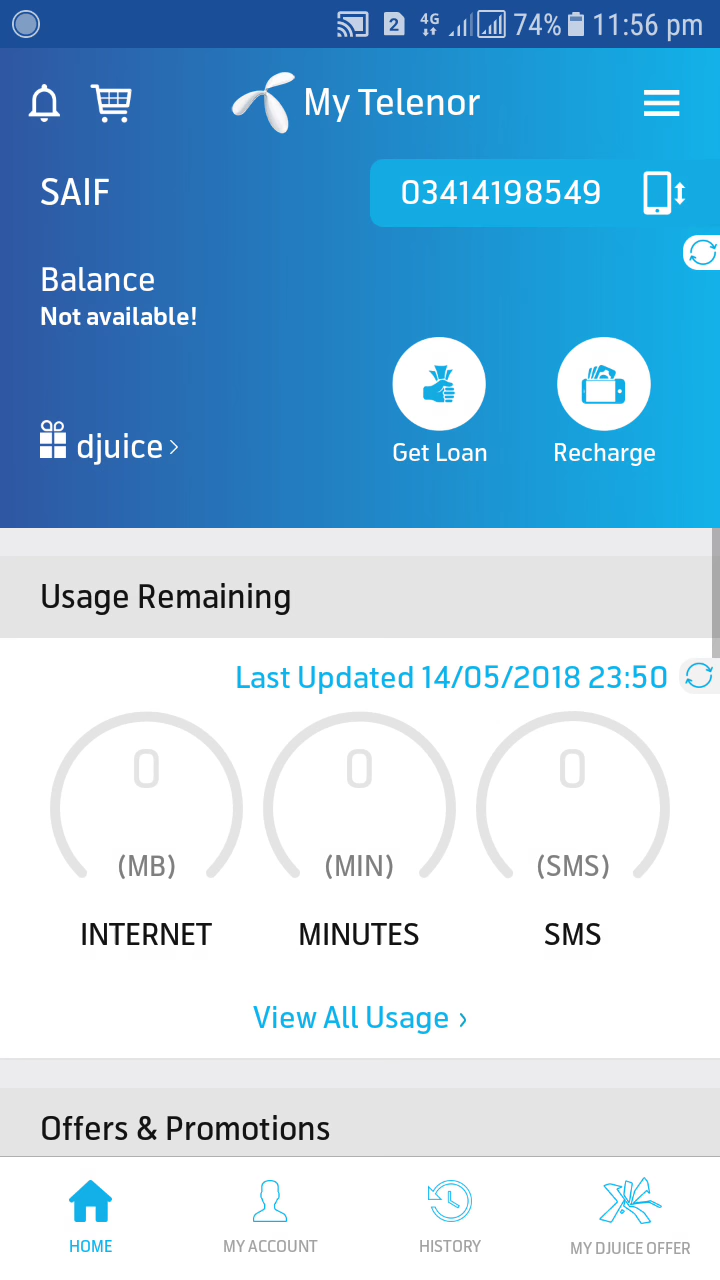 2 4G 74% 11:56 pm
My Telenor
SAIF 03414198549
Balance
Not available!
djuice >
Get Loan Recharge
Usage Remaining
Last Updated 14/05/2018 23:50
0 0 0
(MB) (MIN) (SMS)
INTERNET MINUTES SMS
View All Usage >
Offers & Promotions
HOME MY ACCOUNT HISTORY MY DJUICE OFFER